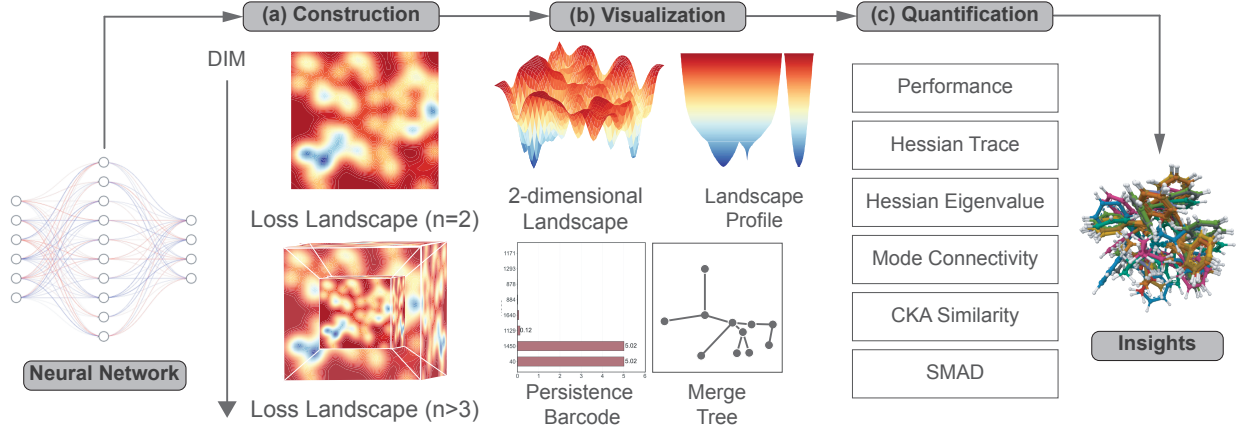 (a) Construction
(b) Visualization
(c) Quantification
DIM
Neural Network
Loss Landscape (n=2)
Loss Landscape (n>3)
2-dimensional
Landscape
Landscape
Profile
1171
1293
878
884
1640
1129
1450
40
0.12
5.02
5.02
0 1 2 3 4 5 6
Persistence
Barcode
Merge
Tree
Performance
Hessian Trace
Hessian Eigenvalue
Mode Connectivity
CKA Similarity
SMAD
Insights